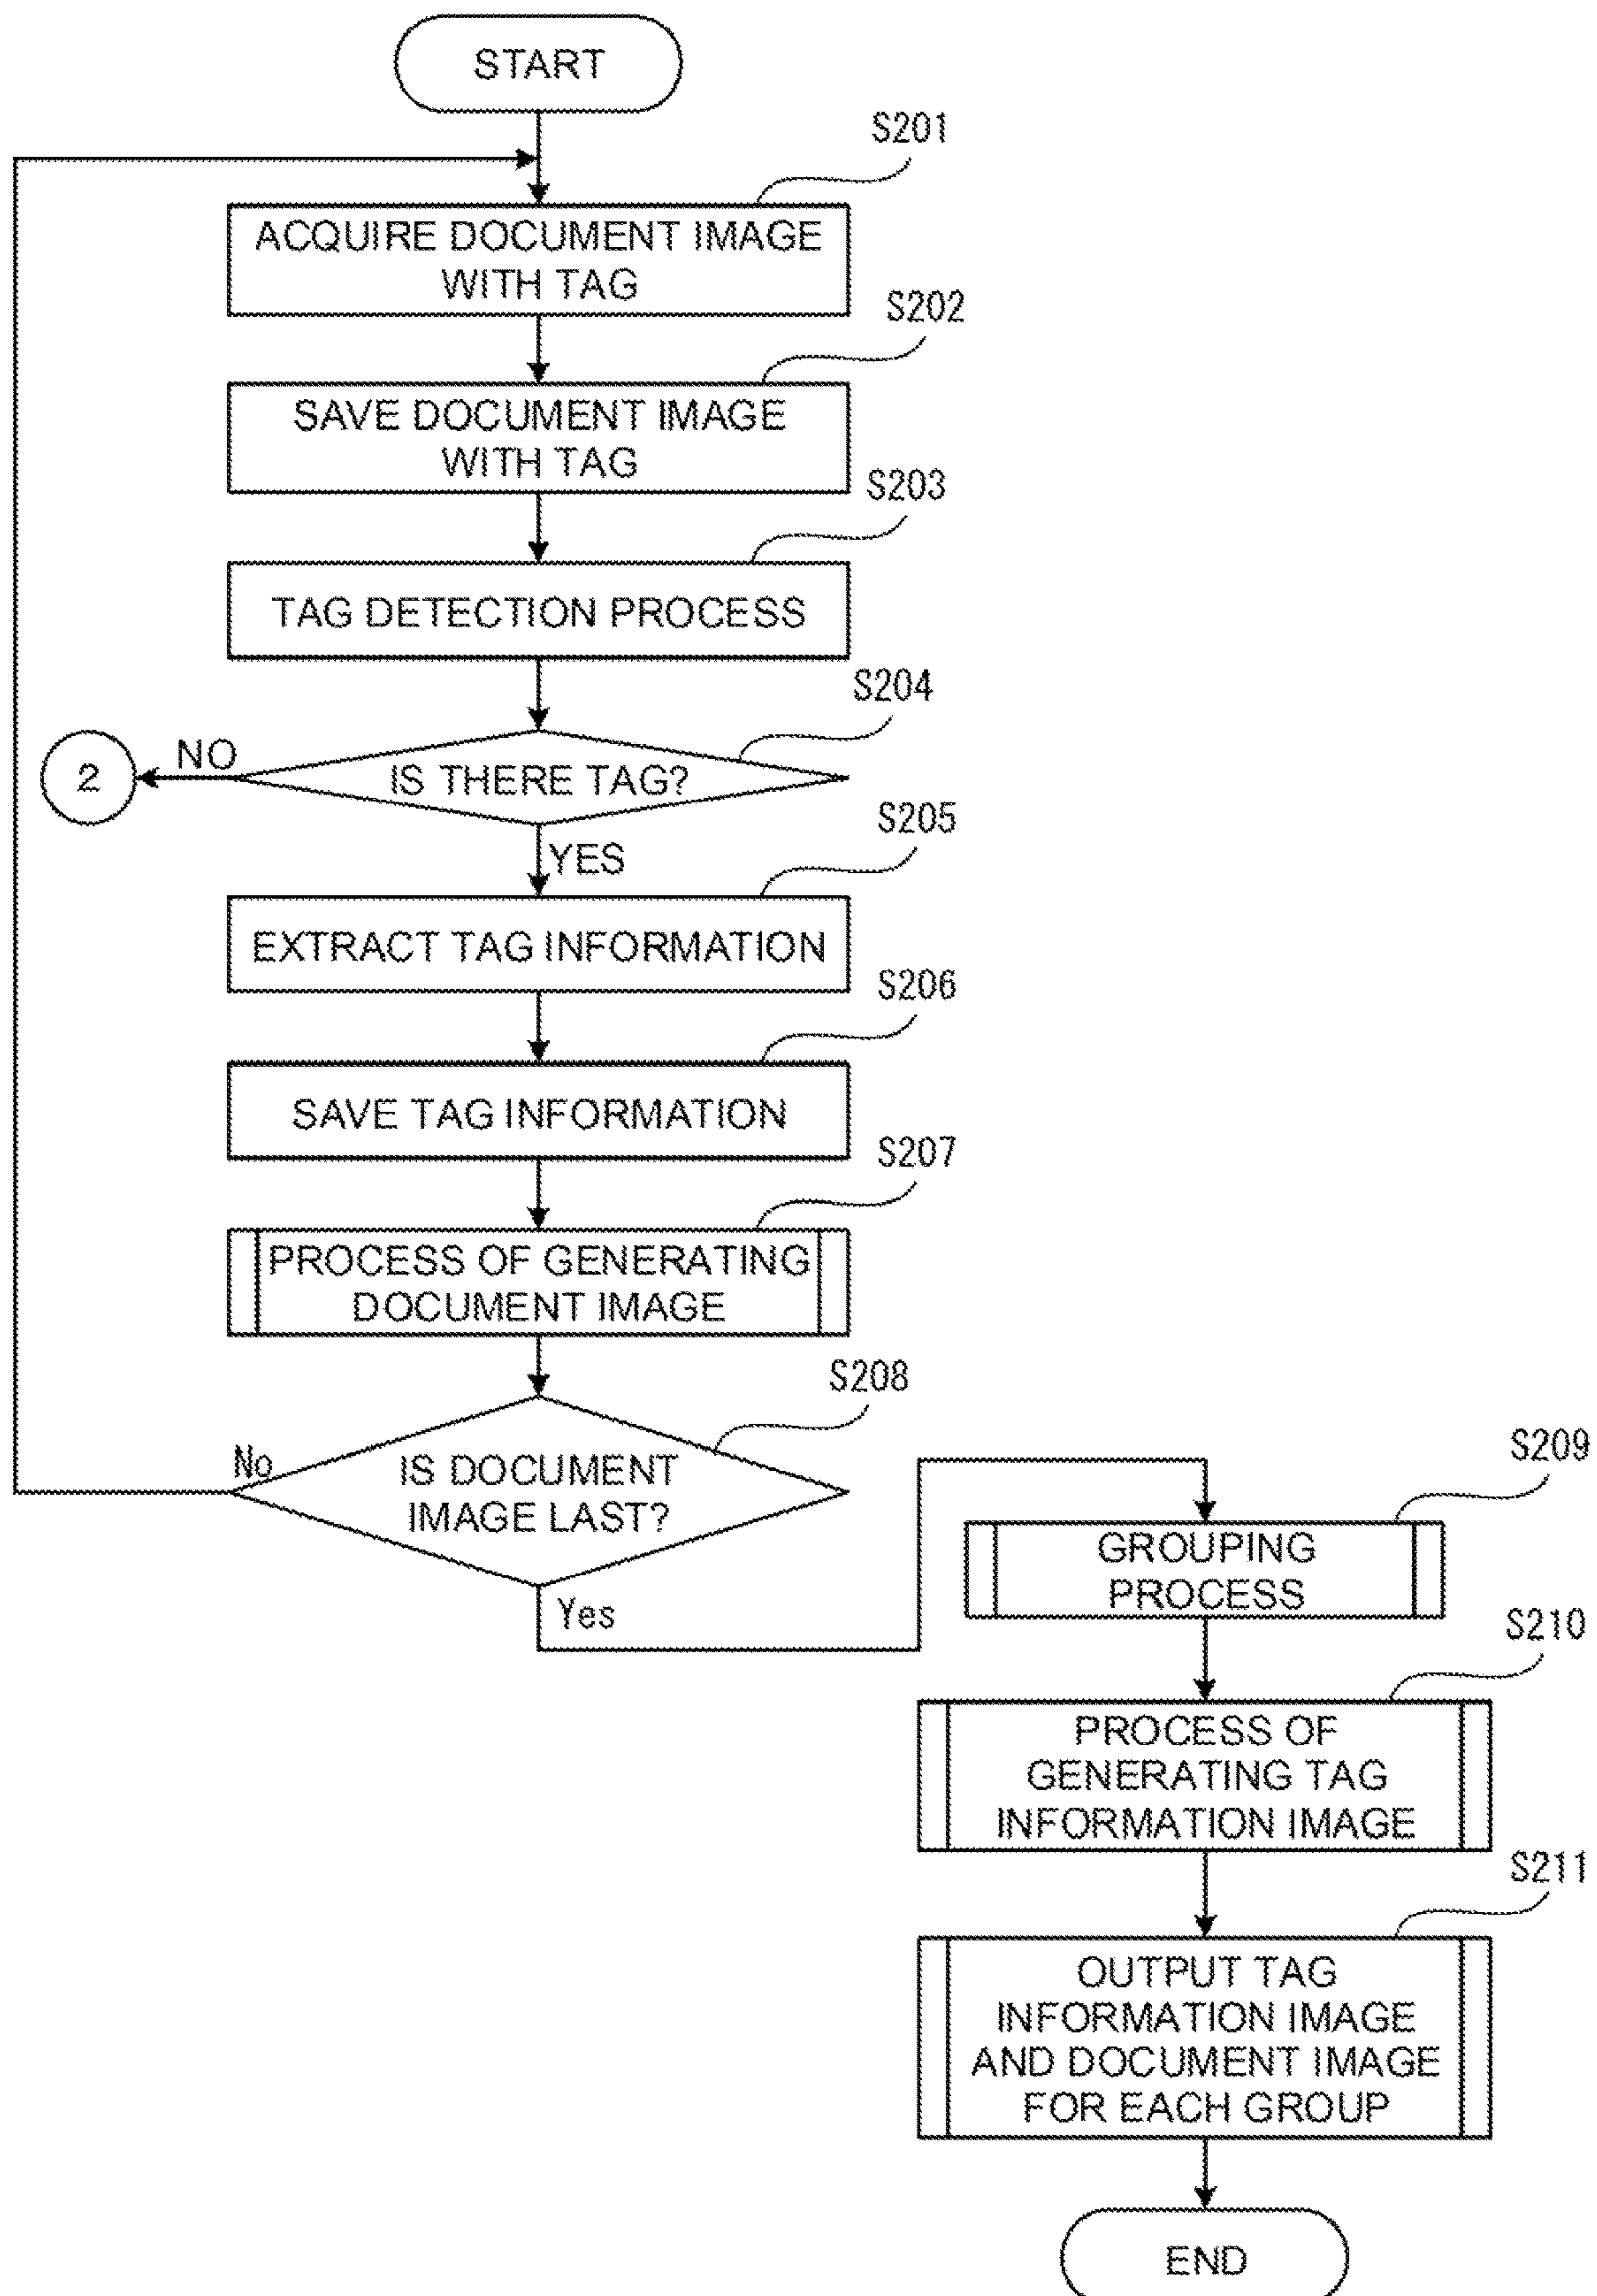 START
S201
ACQUIRE DOCUMENT IMAGE
WITH TAG
S202
SAVE DOCUMENT IMAGE
WITH TAG
S203
TAG DETECTION PROCESS
S204
2
NO
IS THERE TAG?
YES
S205
EXTRACT TAG INFORMATION
S206
SAVE TAG INFORMATION
S207
PROCESS OF GENERATING
DOCUMENT IMAGE
S208
No
IS DOCUMENT
IMAGE LAST?
Yes
S209
GROUPING
PROCESS
S210
PROCESS OF
GENERATING TAG
INFORMATION IMAGE
S211
OUTPUT TAG
INFORMATION IMAGE
AND DOCUMENT IMAGE
FOR EACH GROUP
END